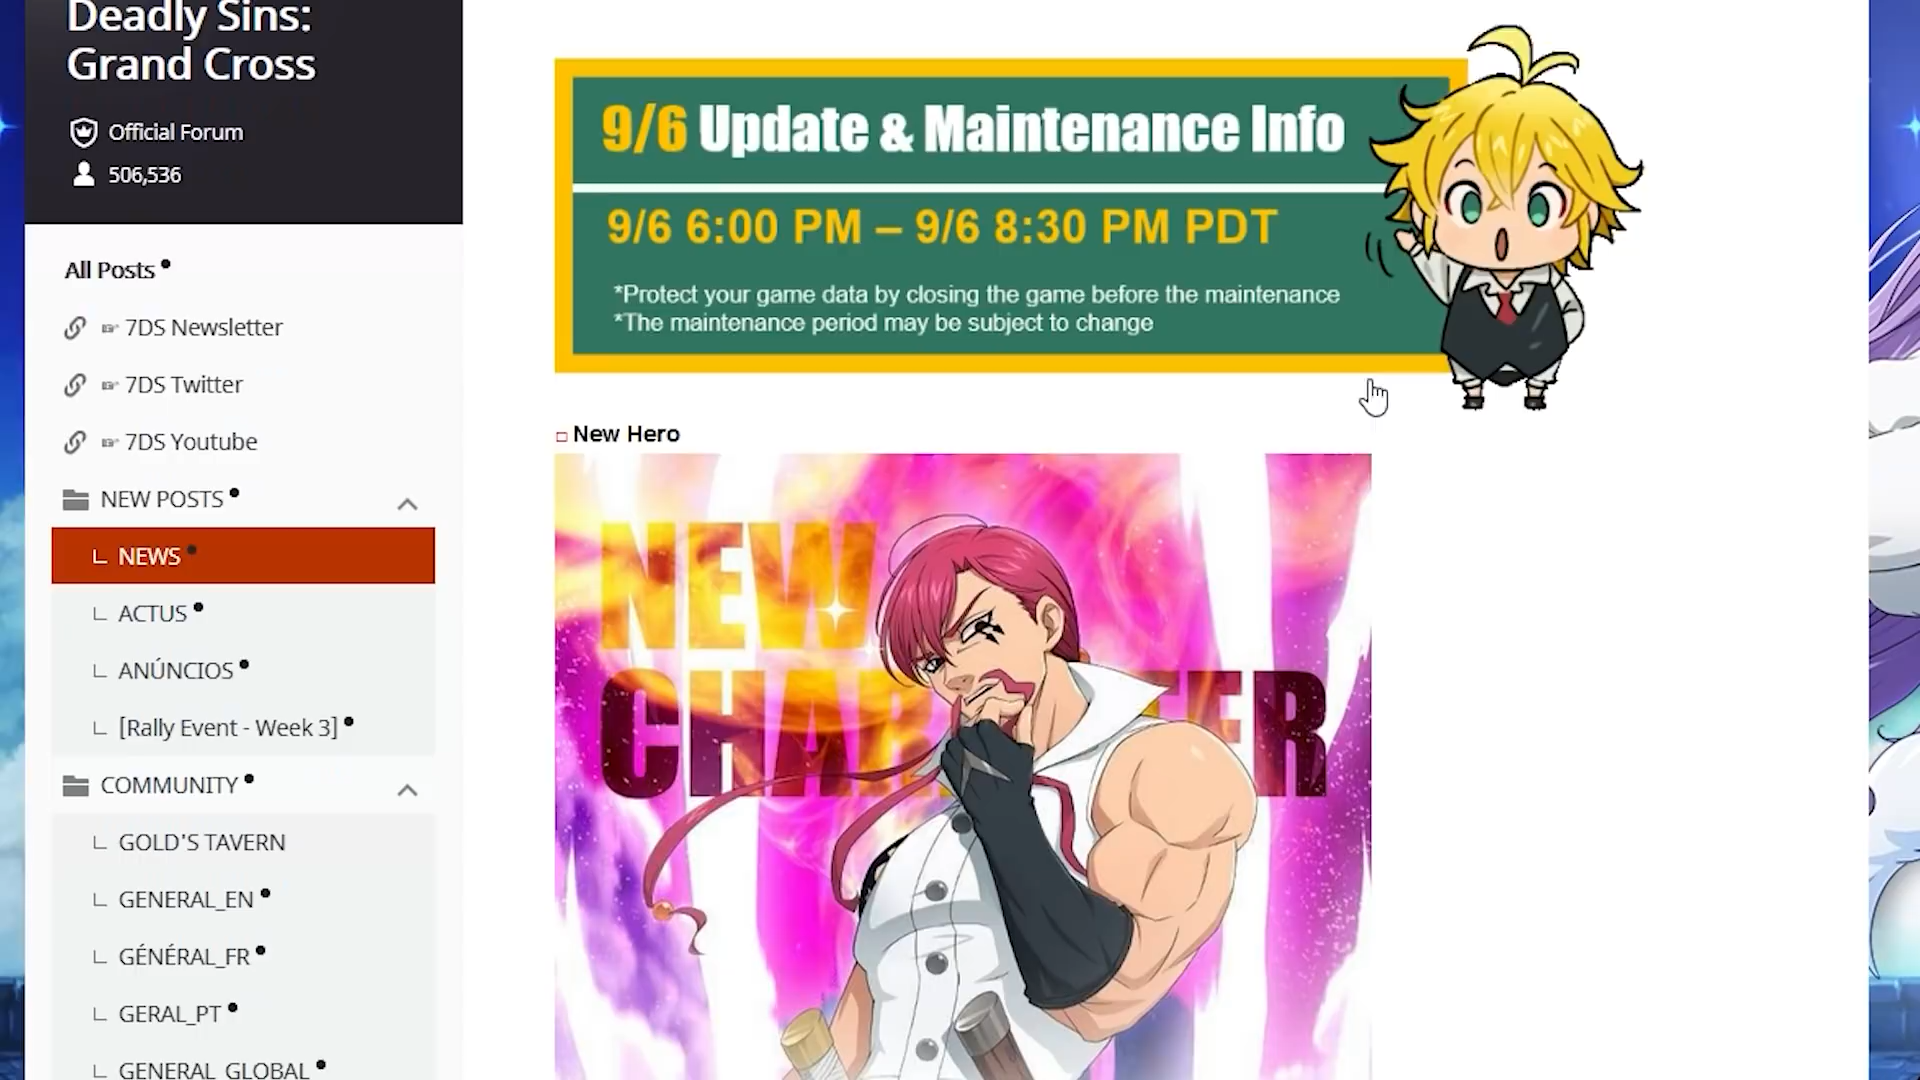 Deadly Sins:
Grand Cross
Official Forum
506,536
All Posts
7DS Newsletter
7DS Twitter
7DS Youtube
NEW POSTS
NEWS
ACTUS
ANÚNCIOS
[Rally Event - Week 3]
COMMUNITY
GOLD'S TAVERN
GENERAL_EN
GÉNÉRAL_FR
GERAL_PT
GENERAL_GLOBAL
9/6 Update & Maintenance Info
9/6 6:00 PM – 9/6 8:30 PM PDT
*Protect your game data by closing the game before the maintenance
*The maintenance period may be subject to change
New Hero
NEW
CHARACTER